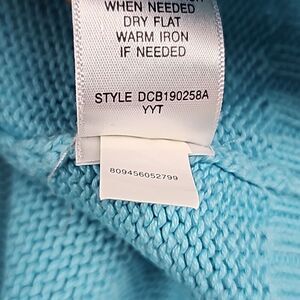 WHEN NEEDED
DRY FLAT
WARM IRON
IF NEEDED
STYLE DCB190258A
YYT
809456052799